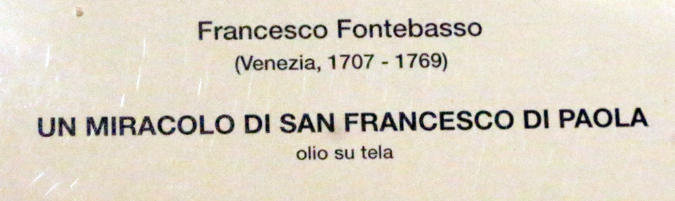 Francesco Fontebasso
(Venezia, 1707 - 1769)
UN MIRACOLO DI SAN FRANCESCO DI PAOLA
olio su tela